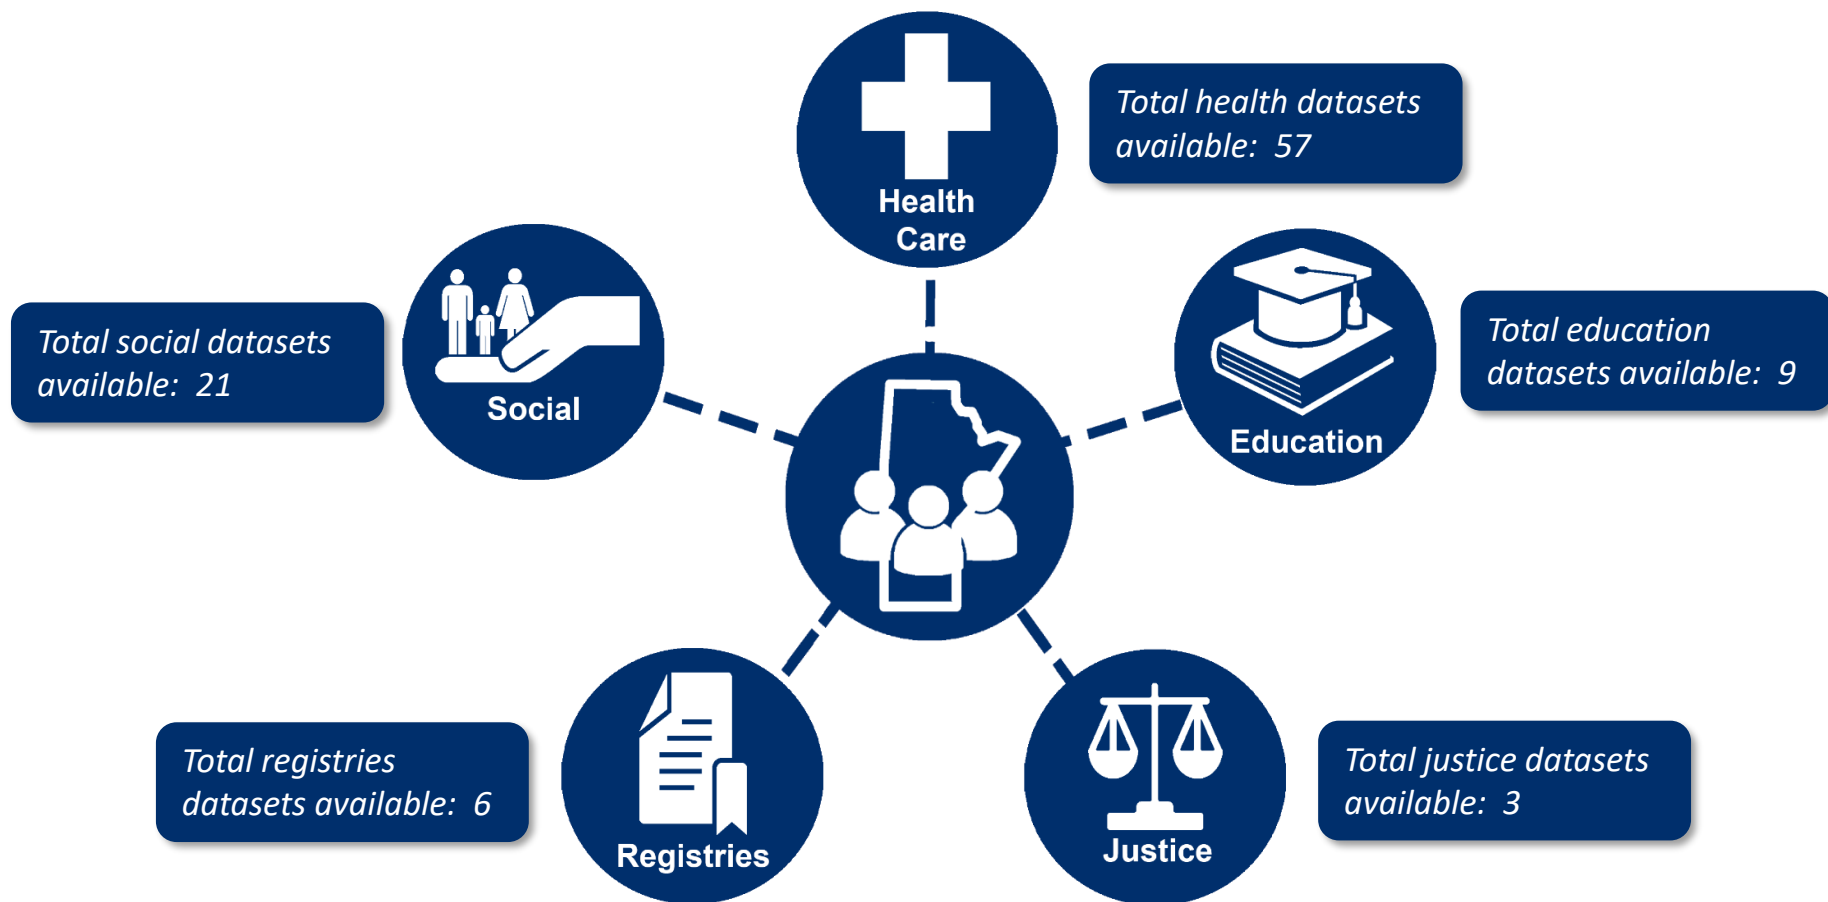 Total health datasets
available:  57
Health
Care
Total social datasets
available:  21
Social
Total education
datasets available:  9
Education
Total registries
datasets available:  6
Registries
Total justice datasets
available:  3
Justice